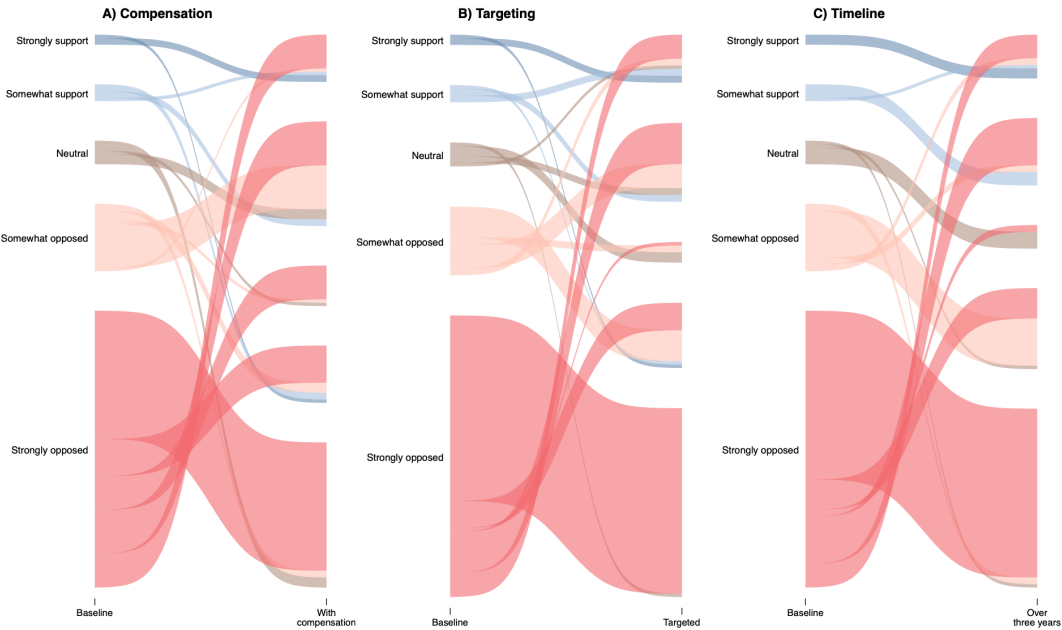 A) Compensation
Strongly support
Somewhat support
Neutral
Somewhat opposed
Strongly opposed
Baseline
With
compensation
B) Targeting
Strongly support
Somewhat support
Neutral
Somewhat opposed
Strongly opposed
Baseline
Targeted
C) Timeline
Strongly support
Somewhat support
Neutral
Somewhat opposed
Strongly opposed
Baseline
Over
three years